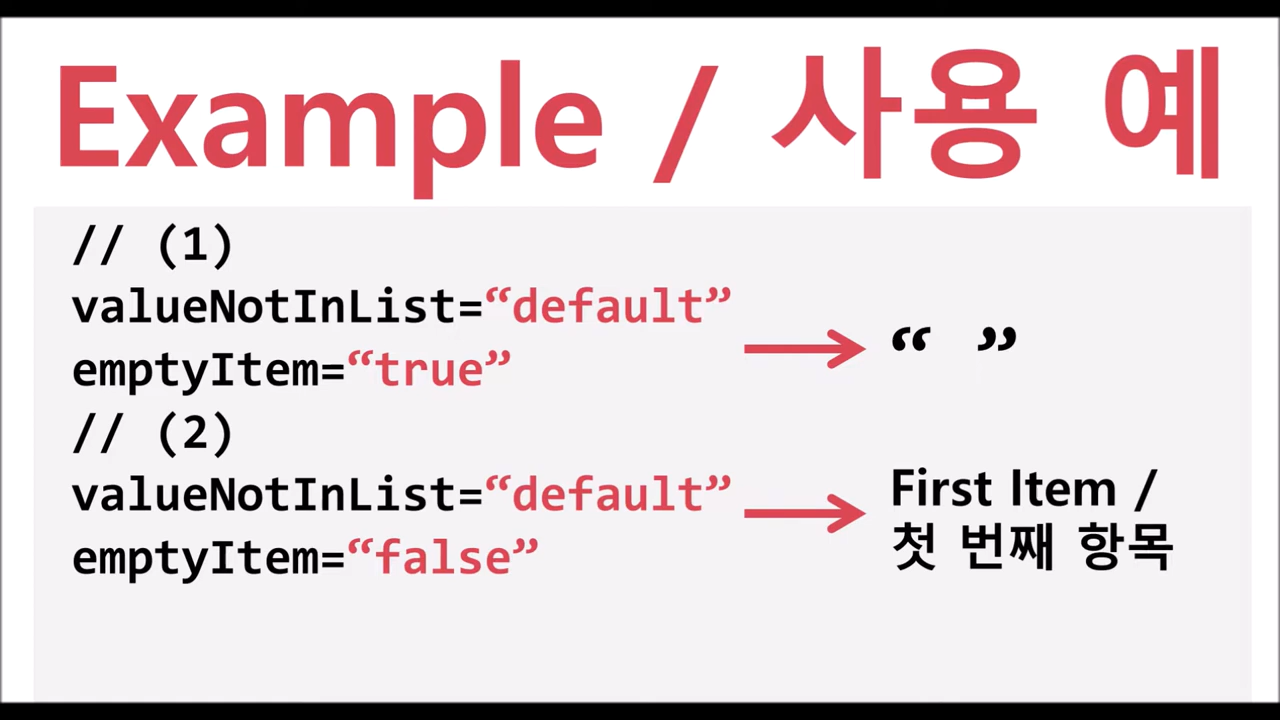 Example / 사용 예
// (1)
valueNotInList=“default”
emptyItem=“true”
“ ”
// (2)
valueNotInList=“default”
emptyItem=“false”
First Item /
첫 번째 항목